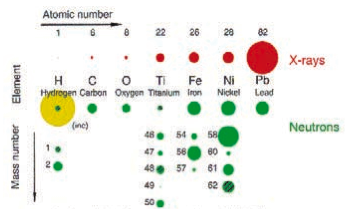 Atomic number
1 6 8 22 26 28 82
X-rays
H C O Ti Fe Ni Pb
Element
Hydrogen Carbon Oxygen Titanium Iron Nickel Lead
Neutrons
(inc)
Mass number
46 54 58
1 47 56 60
2 48 57 61
49 62
50